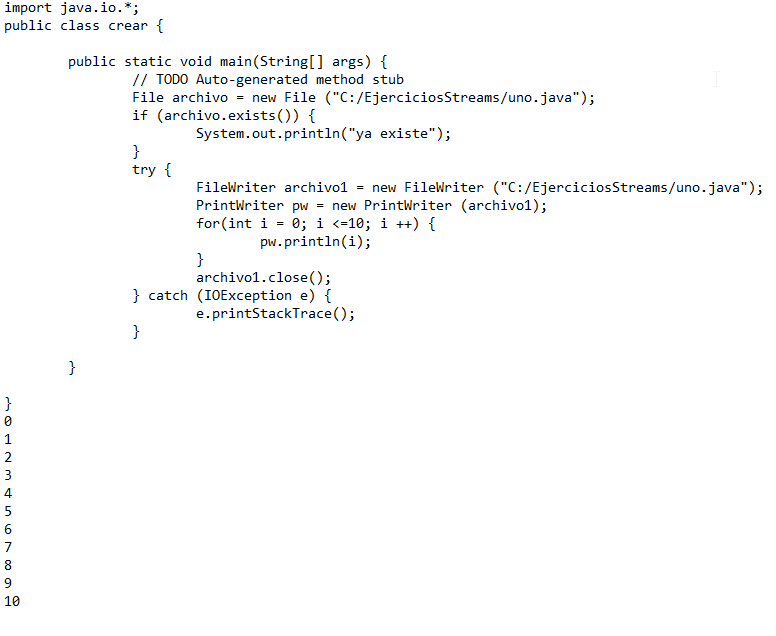 import java.io.*;
public class crear {
public static void main(String[] args) {
// TODO Auto-generated method stub
File archivo = new File ("C:/EjerciciosStreams/uno.java");
if (archivo.exists()) {
System.out.println("ya existe");
}
try {
FileWriter archivo1 = new FileWriter ("C:/EjerciciosStreams/uno.java");
PrintWriter pw = new PrintWriter (archivo1);
for(int i = 0; i <=10; i ++) {
pw.println(i);
}
archivo1.close();
} catch (IOException e) {
e.printStackTrace();
}
}
}
0
1
2
3
4
5
6
7
8
9
10